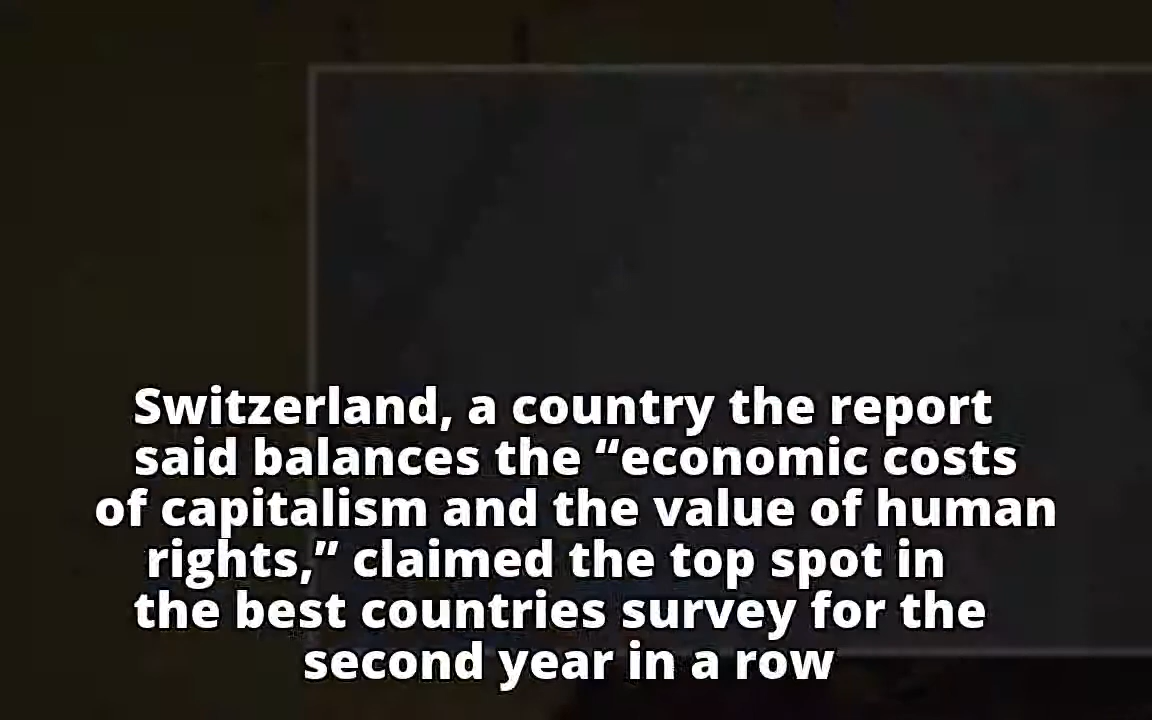 Switzerland, a country the report
said balances the “economic costs
of capitalism and the value of human
rights,” claimed the top spot in
the best countries survey for the
second year in a row